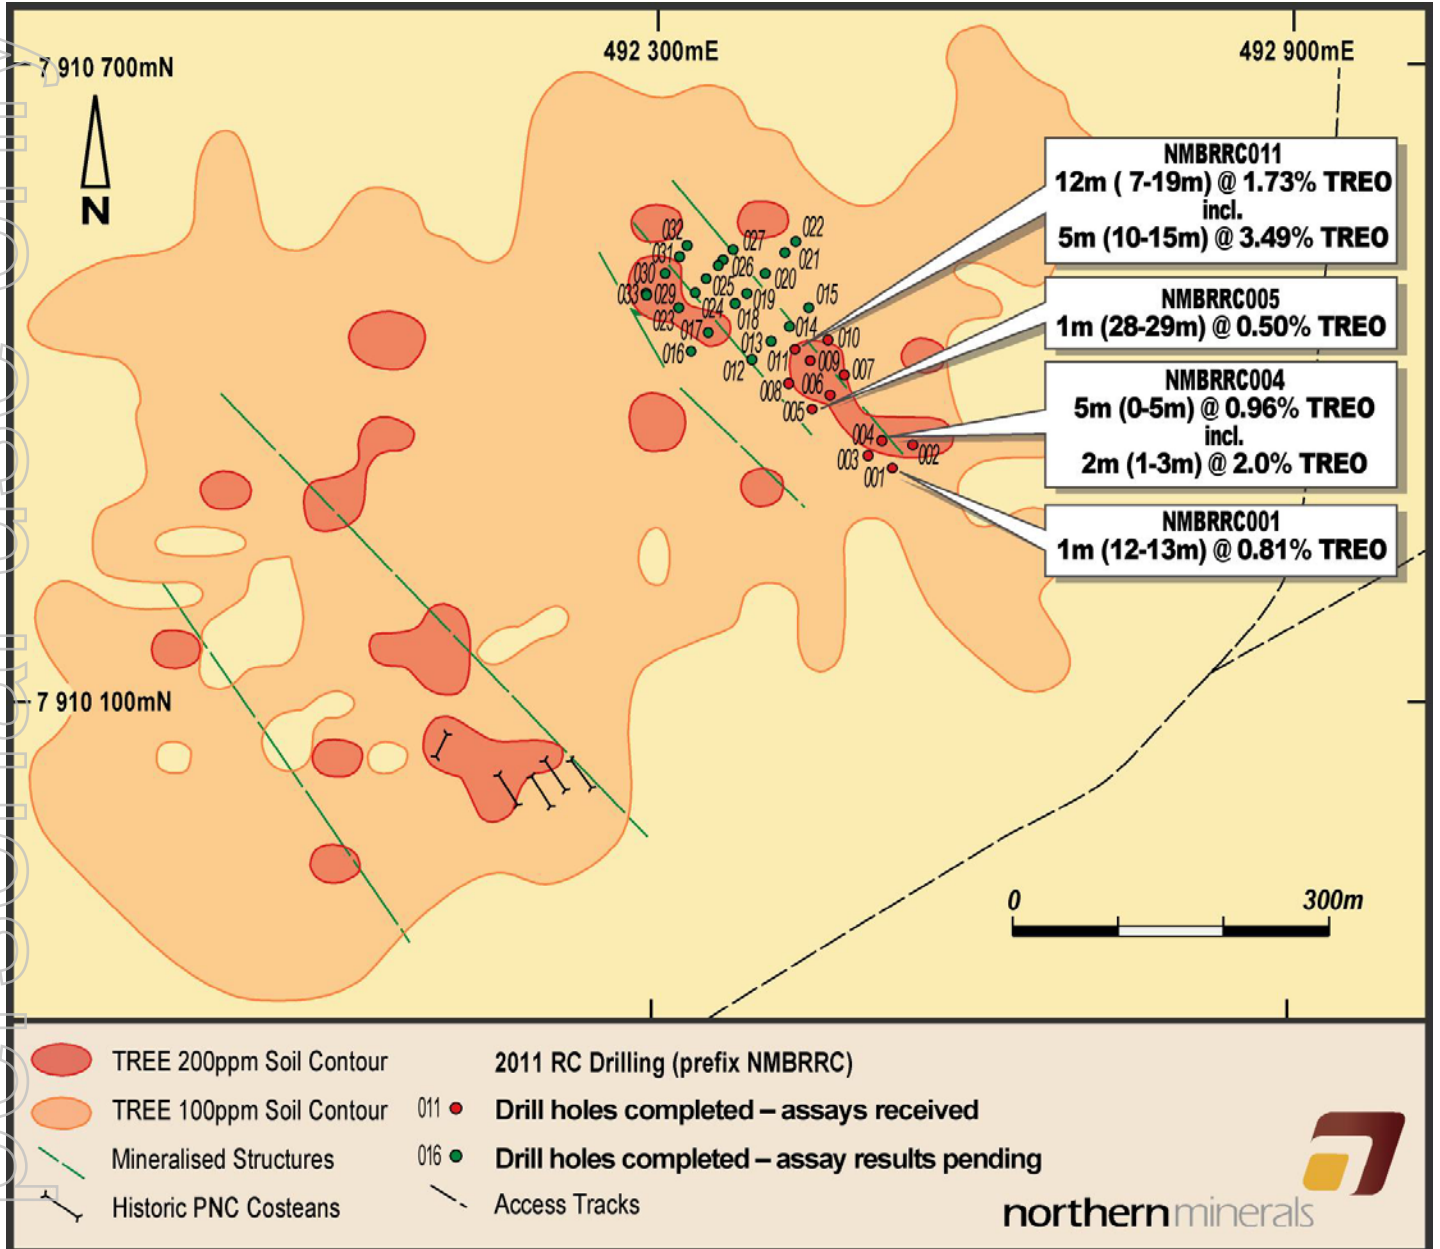 492 300mE
492 900mE
7 910 700mN
N
NMBRRC011
12m ( 7-19m) @ 1.73% TREO
incl.
5m (10-15m) @ 3.49% TREO
NMBRRC005
1m (28-29m) @ 0.50% TREO
NMBRRC004
5m (0-5m) @ 0.96% TREO
incl.
2m (1-3m) @ 2.0% TREO
NMBRRC001
1m (12-13m) @ 0.81% TREO
032
027
022
031
026
021
030
025
020
033
029
019
015
023
024
018
017
013
014
010
016
012
011
009
007
008
006
005
004
002
003
001
7 910 100mN
0
300m
TREE 200ppm Soil Contour
TREE 100ppm Soil Contour
Mineralised Structures
Historic PNC Costeans
2011 RC Drilling (prefix NMBRRC)
011
Drill holes completed – assays received
016
Drill holes completed – assay results pending
Access Tracks
northernminerals